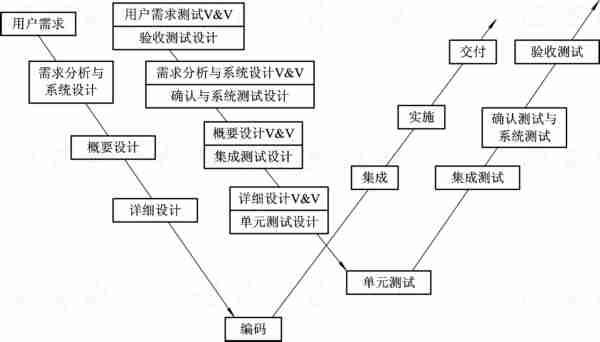 用户需求
需求分析与
系统设计
概要设计
详细设计
编码
用户需求测试V&V
验收测试设计
需求分析与系统设计V&V
确认与系统测试设计
概要设计V&V
集成测试设计
详细设计V&V
单元测试设计
集成
实施
交付
单元测试
集成测试
确认测试与
系统测试
验收测试